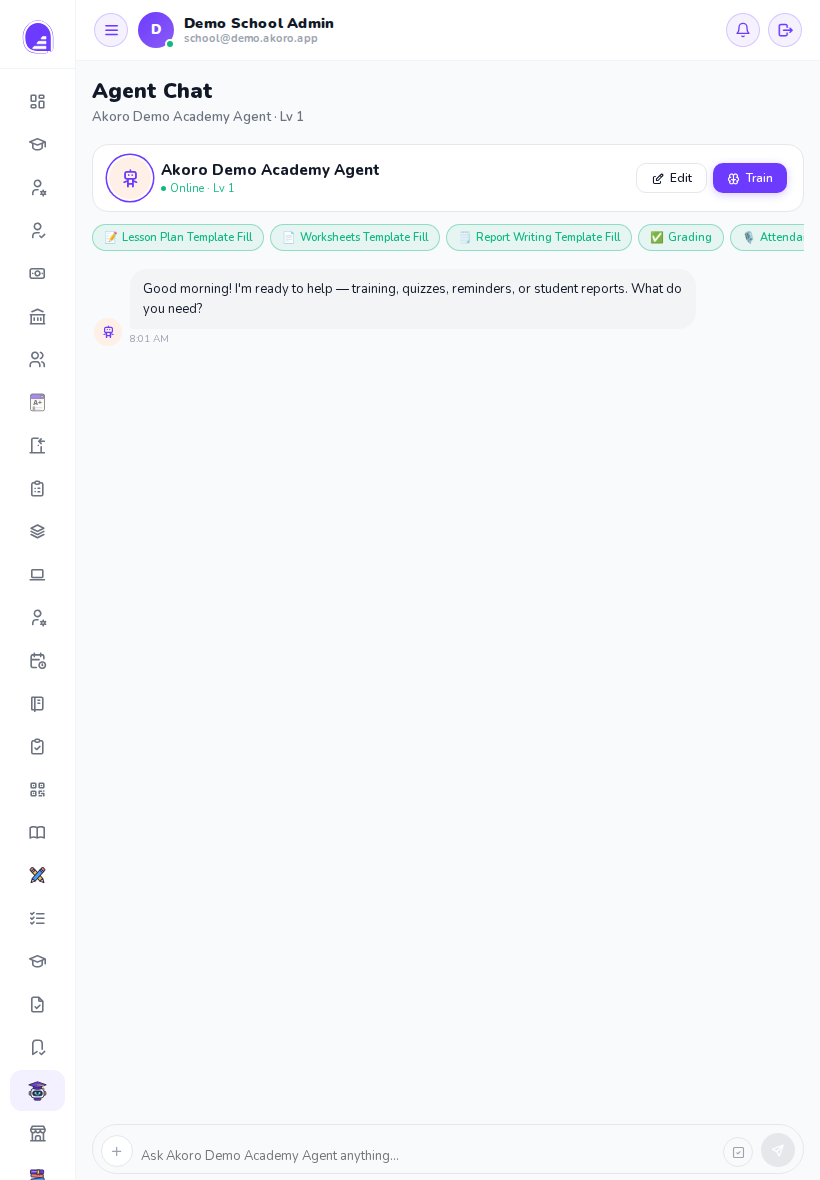 D
Demo School Admin
school@demo.akoro.app
Agent Chat
Akoro Demo Academy Agent · Lv 1
Akoro Demo Academy Agent
Online · Lv 1
Edit
Train
Lesson Plan Template Fill
Worksheets Template Fill
Report Writing Template Fill
Grading
Good morning! I'm ready to help — training, quizzes, reminders, or student reports. What do
you need?
8:01 AM
A+
Ask Akoro Demo Academy Agent anything...